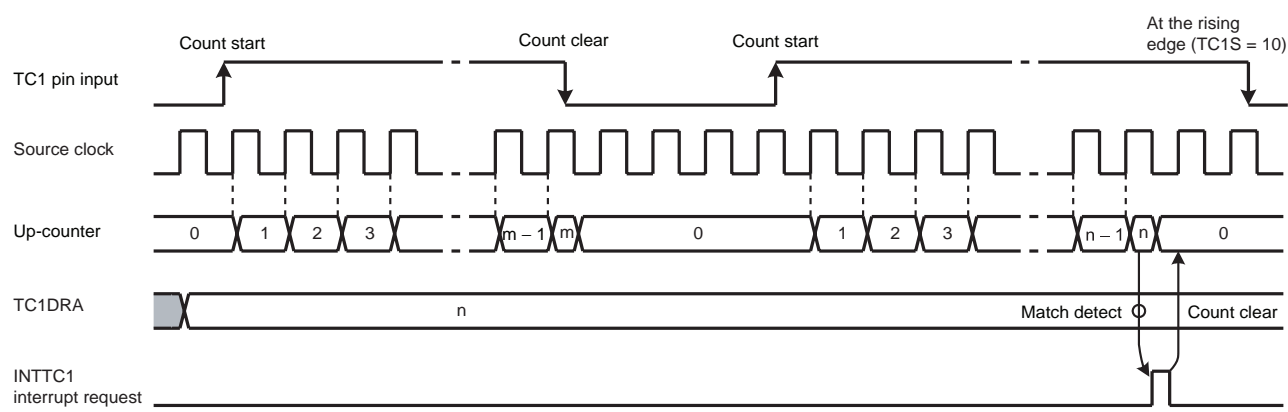 At the rising
edge (TC1S = 10)
Count start
Count clear
Count start
TC1 pin input
Source clock
Up-counter
0 1 2 3 m – 1 m 0 1 2 3 n – 1 n 0
TC1DRA
n
Match detect
Count clear
INTTC1
interrupt request